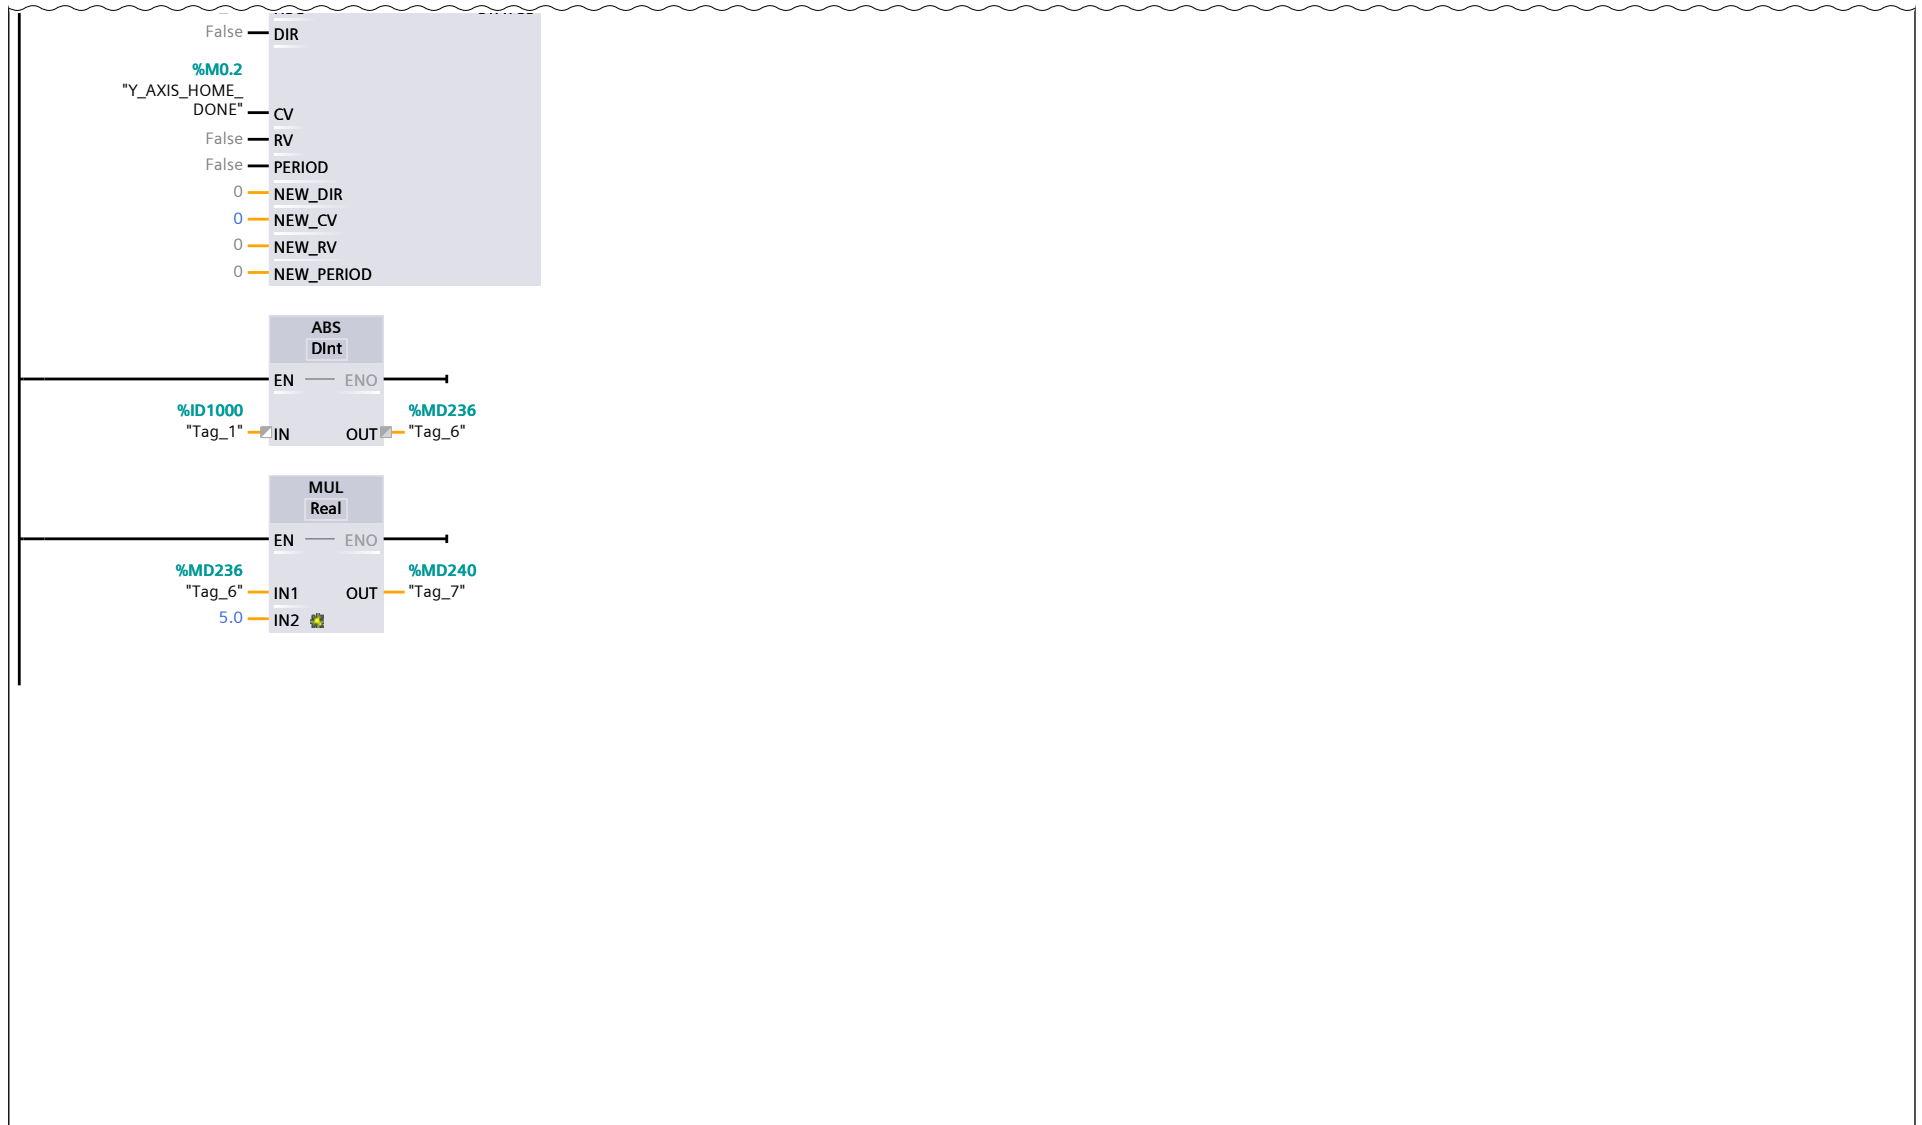 False DIR
%M0.2
"Y_AXIS_HOME_
DONE" CV
False RV
False PERIOD
0 NEW_DIR
0 NEW_CV
0 NEW_RV
0 NEW_PERIOD
ABS
DInt
EN ENO
%ID1000 %MD236
"Tag_1" IN OUT "Tag_6"
MUL
Real
EN ENO
%MD236 %MD240
"Tag_6" IN1 OUT "Tag_7"
5.0 IN2